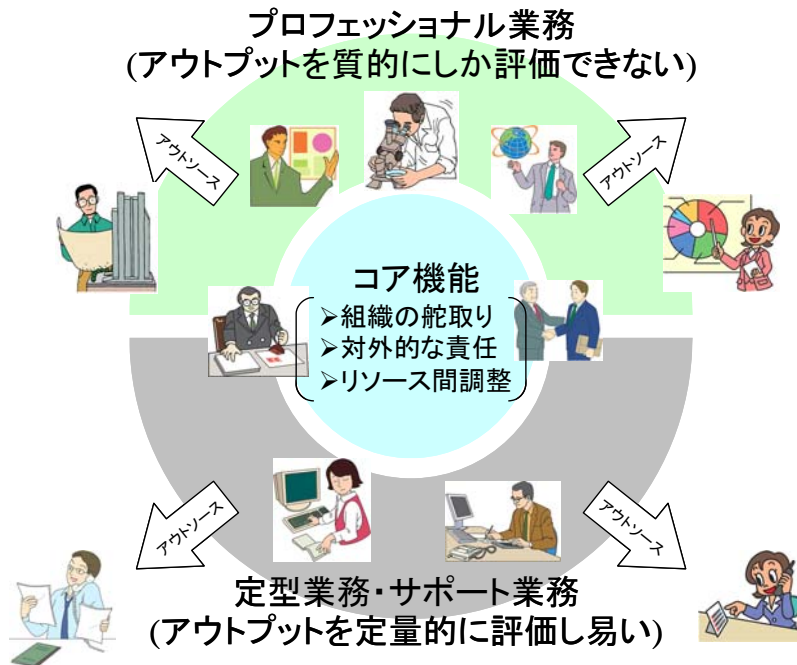 プロフェッショナル業務
(アウトプットを質的にしか評価できない)
アウトソース
アウトソース
コア機能
➢組織の舵取り
➢対外的な責任
➢リソース間調整
アウトソース
アウトソース
定型業務・サポート業務
(アウトプットを定量的に評価し易い)